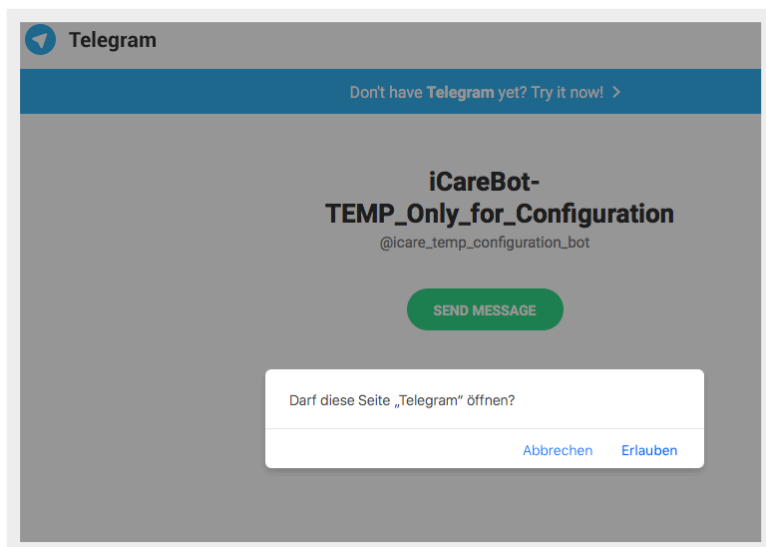 Telegram
Don't have Telegram yet? Try it now! >
iCareBot-
TEMP_Only_for_Configuration
@icare_temp_configuration_bot
SEND MESSAGE
Darf diese Seite „Telegram“ öffnen?
Abbrechen Erlauben